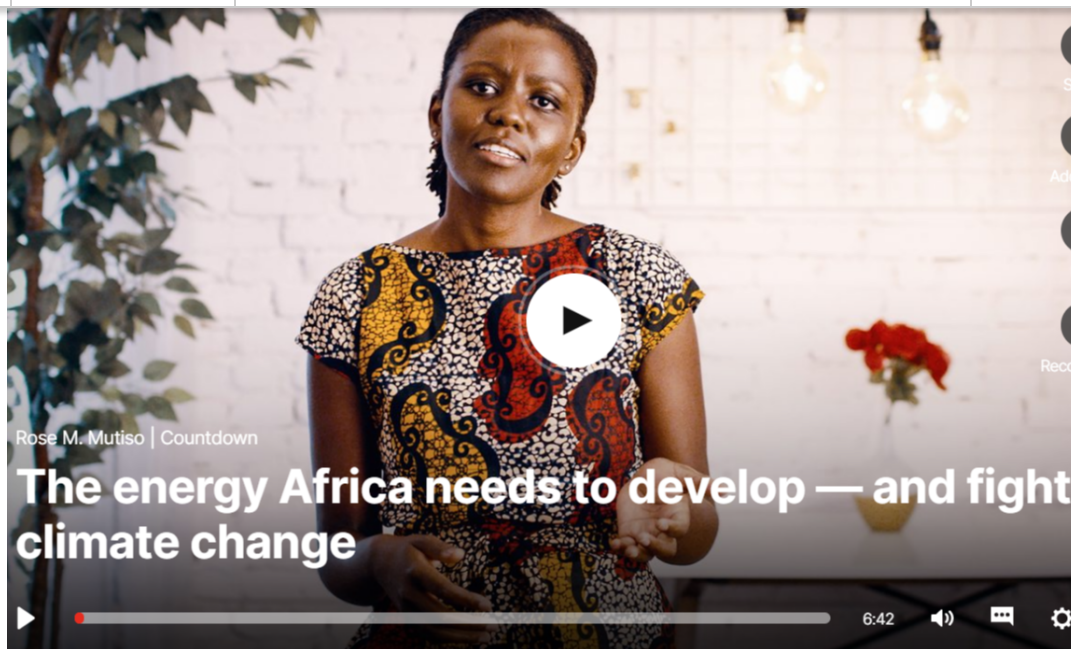 Rose M. Mutiso | Countdown
The energy Africa needs to develop — and fight
climate change
6:42